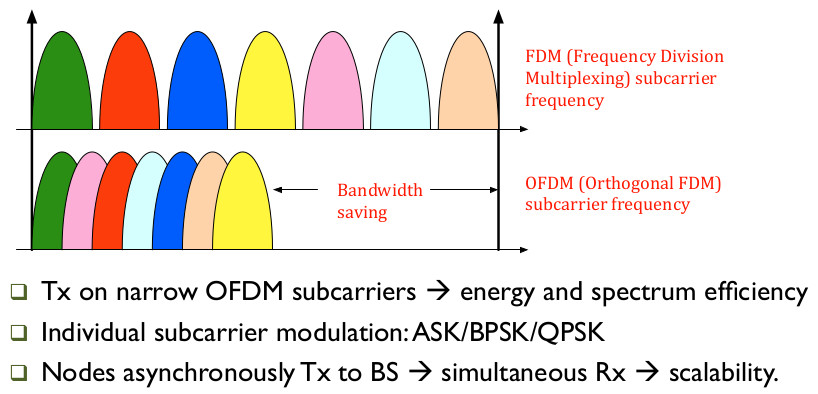 FDM (Frequency Division
Multiplexing) subcarrier
frequency
Bandwidth
saving
OFDM (Orthogonal FDM)
subcarrier frequency
Tx on narrow OFDM subcarriers → energy and spectrum efficiency
Individual subcarrier modulation: ASK/BPSK/QPSK
Nodes asynchronously Tx to BS → simultaneous Rx → scalability.